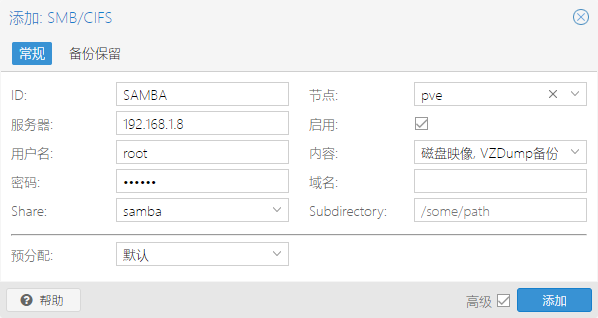 添加: SMB/CIFS
常规 备份保留
ID: SAMBA 节点: pve
服务器: 192.168.1.8 启用:
用户名: root 内容: 磁盘映像, VZDump备份
密码: •••••• 域名:
Share: samba Subdirectory: /some/path
预分配: 默认
帮助 高级 添加